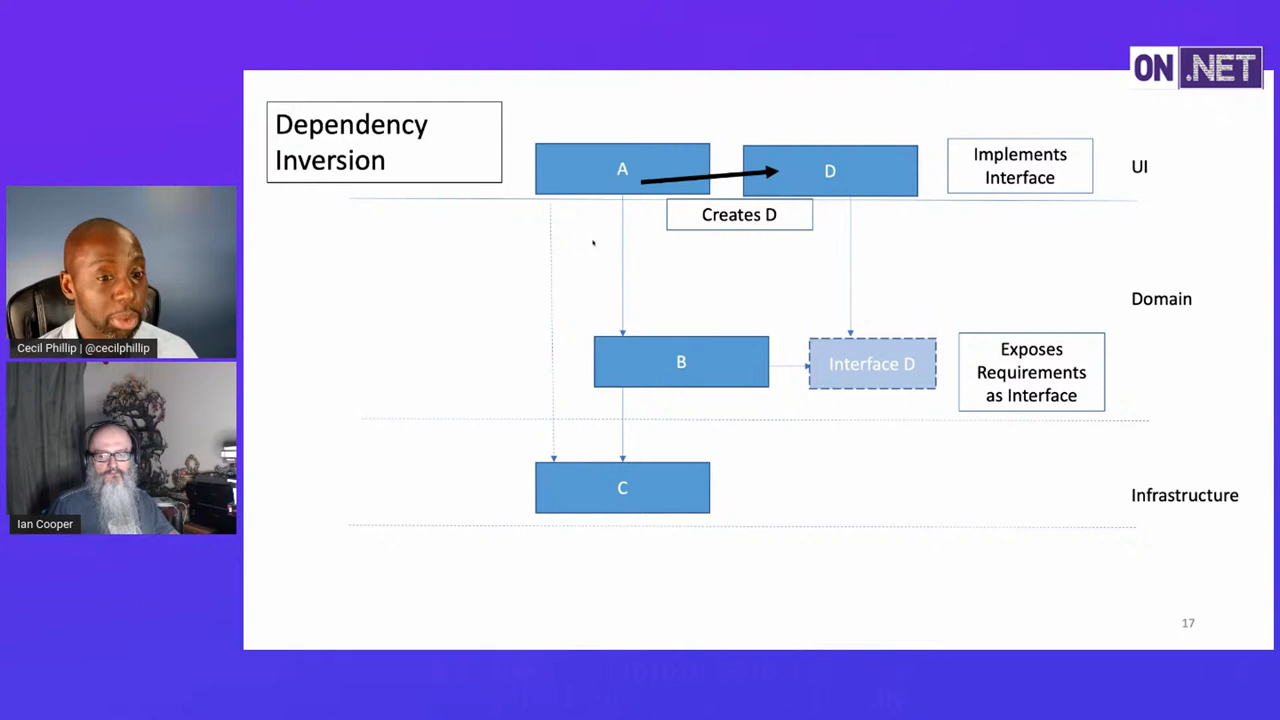 ON .NET
Dependency
Inversion
A
D
Implements
Interface
UI
Creates D
Domain
B
Interface D
Exposes
Requirements
as Interface
C
Infrastructure
17
Cecil Phillip | @cecilphillip
Ian Cooper